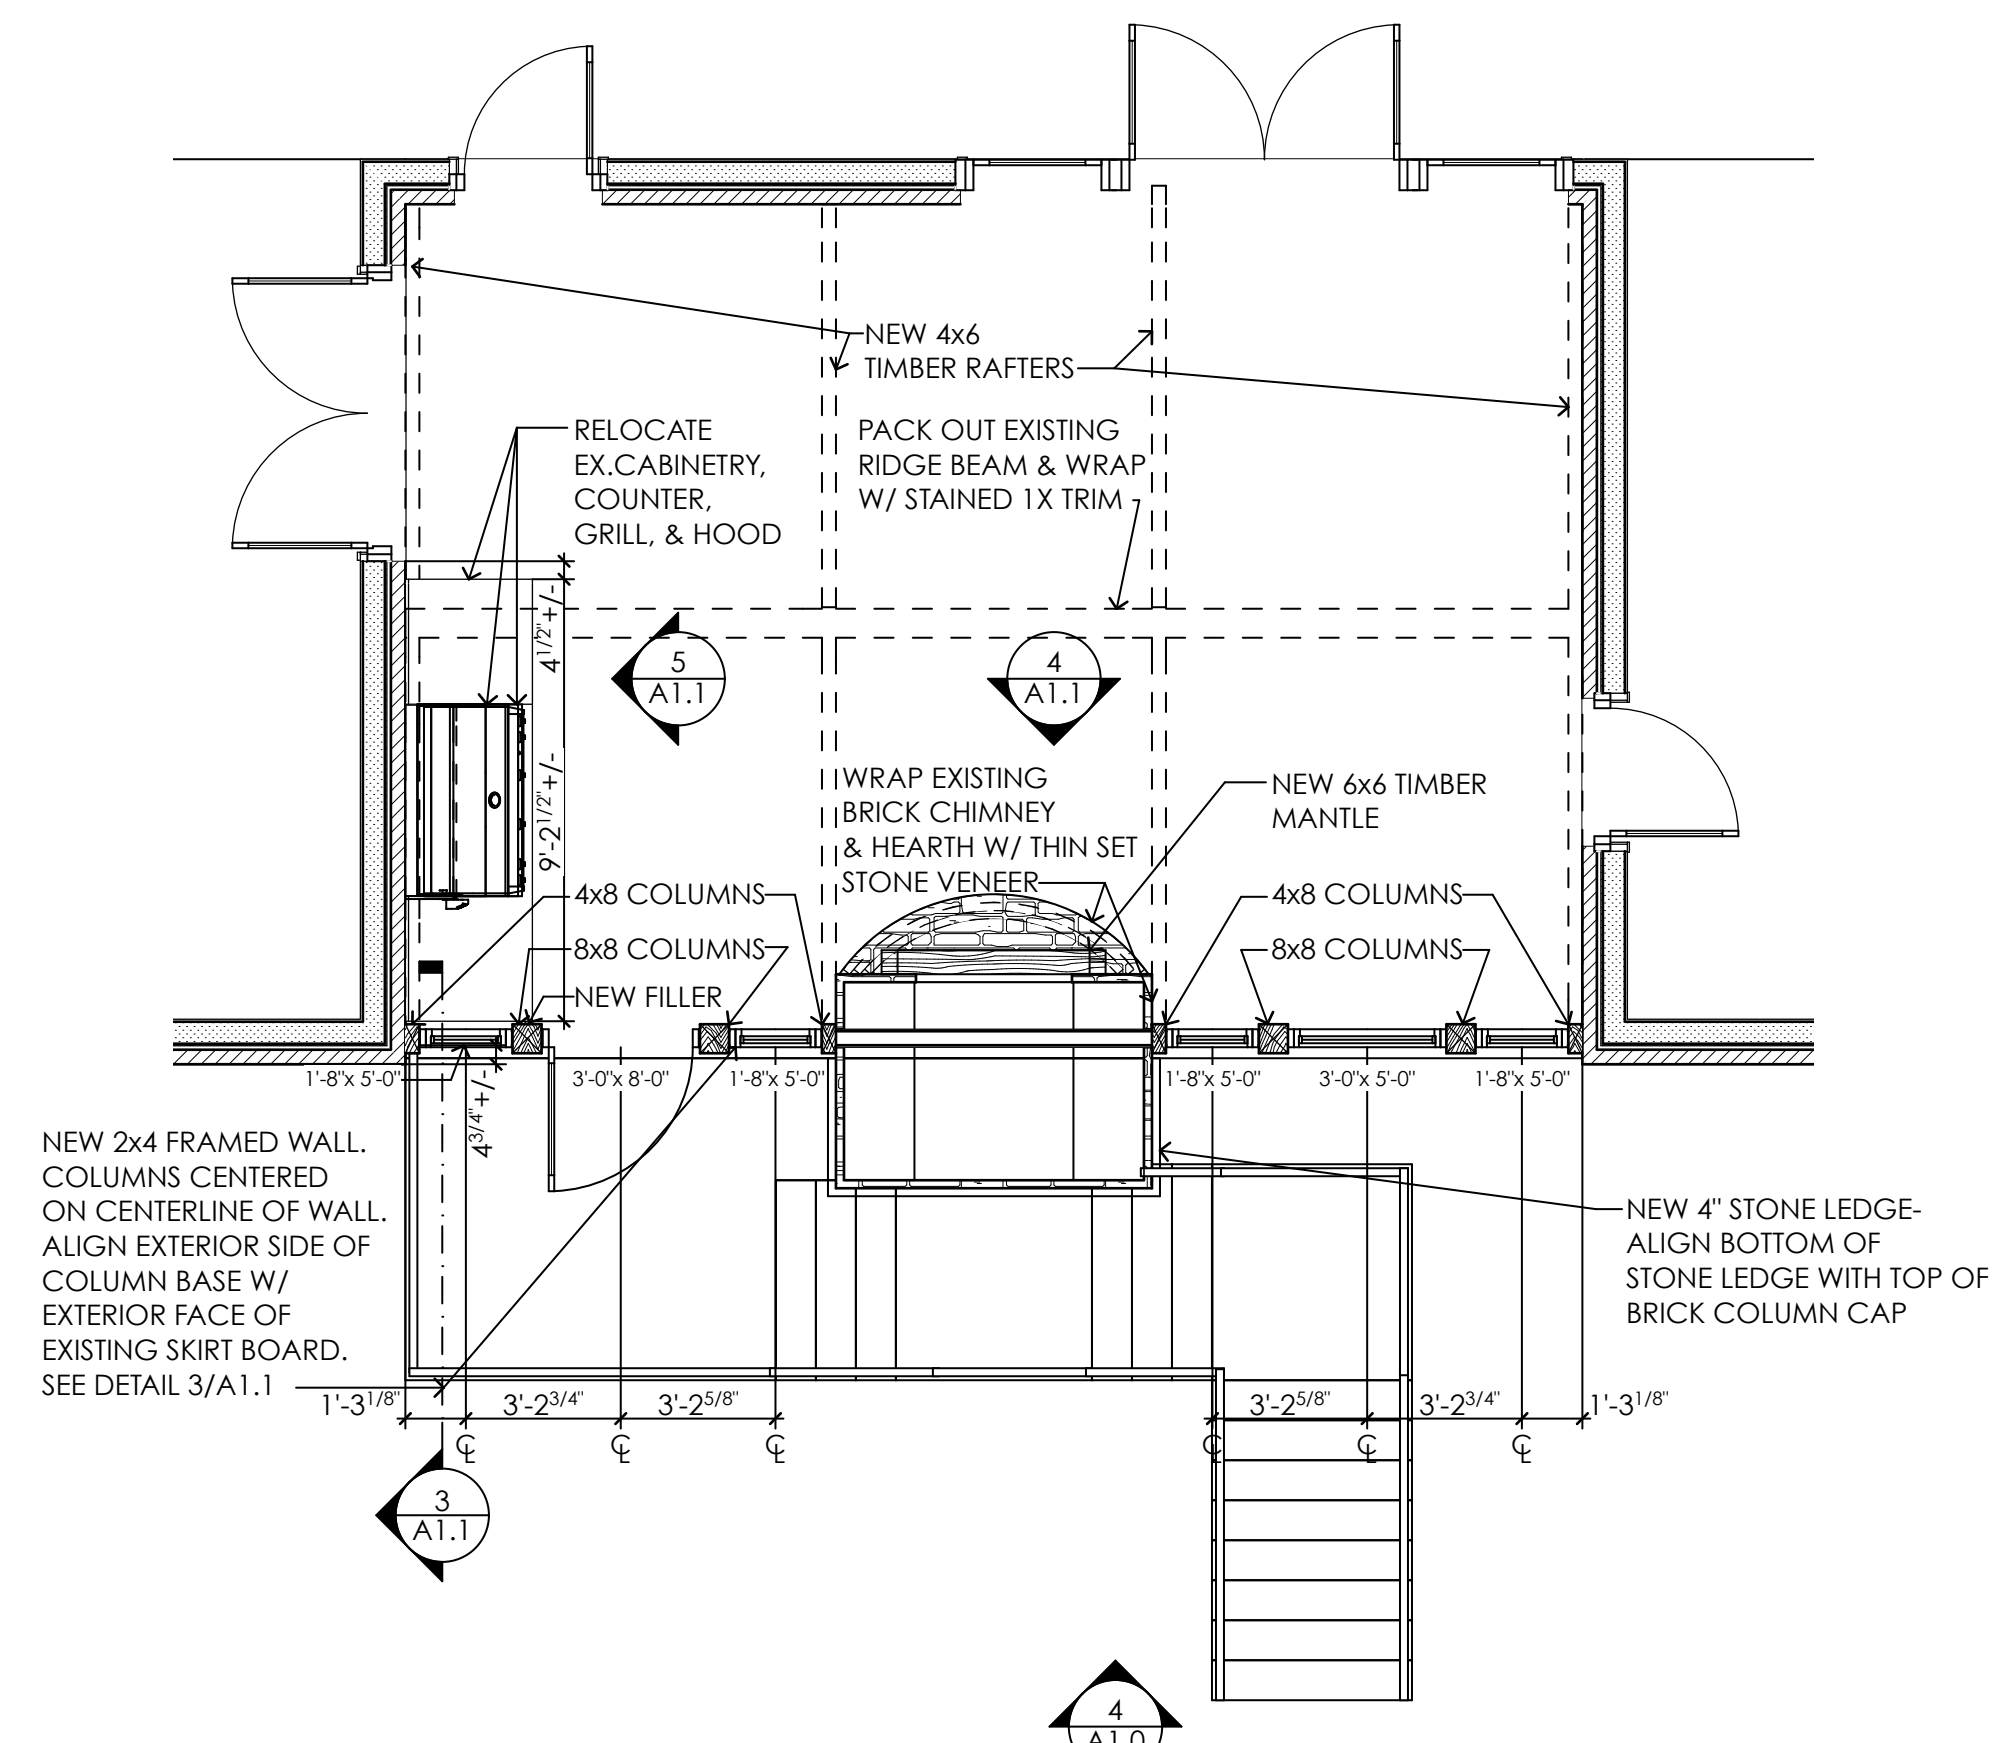 NEW 4x6
TIMBER RAFTERS
RELOCATE
EX.CABINETRY,
COUNTER,
GRILL, & HOOD
PACK OUT EXISTING
RIDGE BEAM & WRAP
W/ STAINED 1X TRIM
4 1/2"+/-
5
A1.1
4
A1.1
9'-2 1/2"+/-
WRAP EXISTING
BRICK CHIMNEY
& HEARTH W/ THIN SET
STONE VENEER
NEW 6x6 TIMBER
MANTLE
4x8 COLUMNS
8x8 COLUMNS
NEW FILLER
4x8 COLUMNS
8x8 COLUMNS
1'-8"x 5'-0"
3'-0"x 8'-0"
1'-8"x 5'-0"
1'-8"x 5'-0"
3'-0"x 5'-0"
1'-8"x 5'-0"
4 3/4"+/-
NEW 2x4 FRAMED WALL.
COLUMNS CENTERED
ON CENTERLINE OF WALL.
ALIGN EXTERIOR SIDE OF
COLUMN BASE W/
EXTERIOR FACE OF
EXISTING SKIRT BOARD.
SEE DETAIL 3/A1.1
NEW 4" STONE LEDGE-
ALIGN BOTTOM OF
STONE LEDGE WITH TOP OF
BRICK COLUMN CAP
1'-3 1/8"
3'-2 3/4"
3'-2 5/8"
3'-2 5/8"
3'-2 3/4"
1'-3 1/8"
CL
CL
CL
CL
CL
CL
3
A1.1
4
A1.0